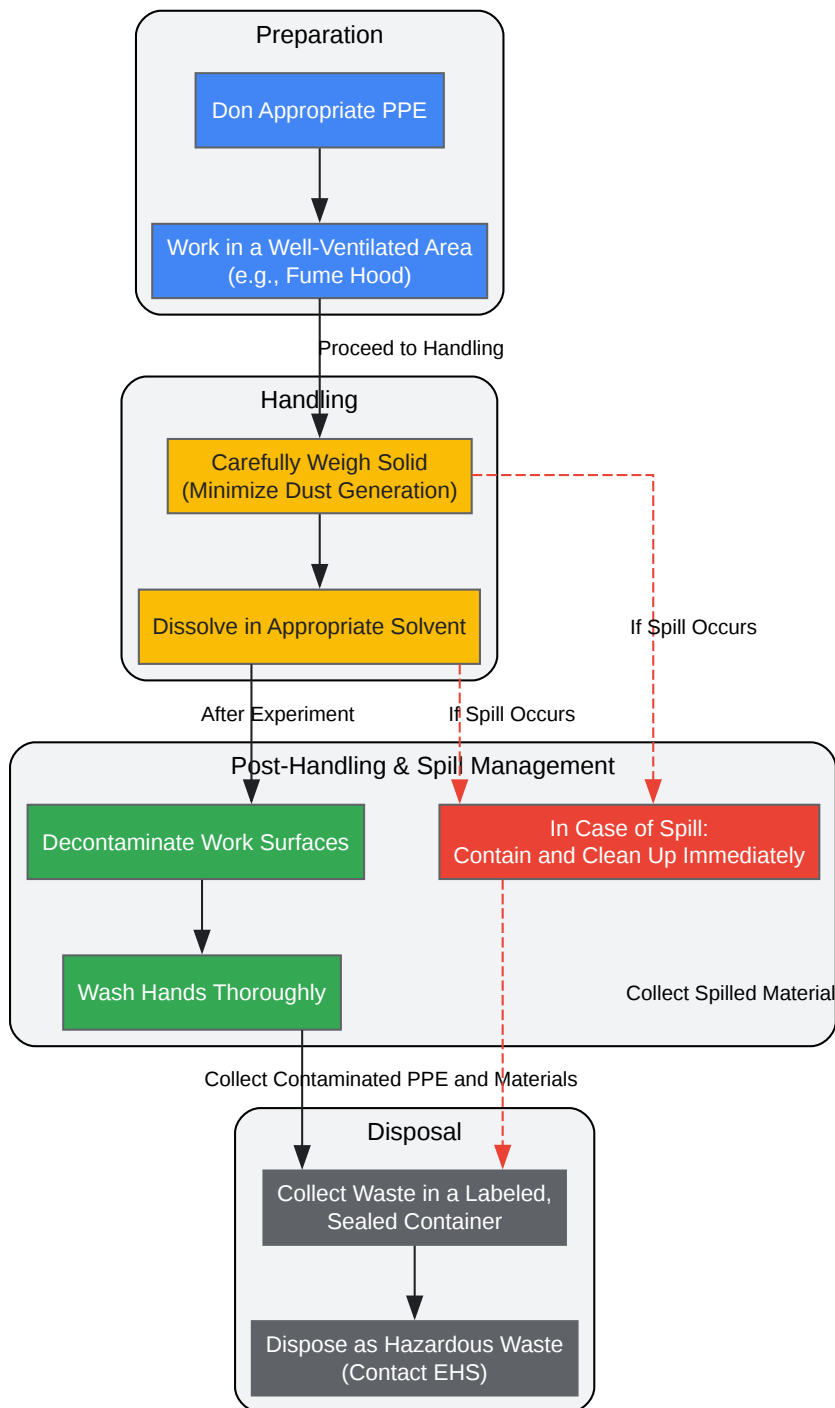 Preparation
Don Appropriate PPE
Work in a Well-Ventilated Area
(e.g., Fume Hood)
Proceed to Handling
Handling
Carefully Weigh Solid
(Minimize Dust Generation)
Dissolve in Appropriate Solvent
If Spill Occurs
After Experiment
If Spill Occurs
Post-Handling & Spill Management
Decontaminate Work Surfaces
In Case of Spill:
Contain and Clean Up Immediately
Wash Hands Thoroughly
Collect Spilled Material
Collect Contaminated PPE and Materials
Disposal
Collect Waste in a Labeled,
Sealed Container
Dispose as Hazardous Waste
(Contact EHS)